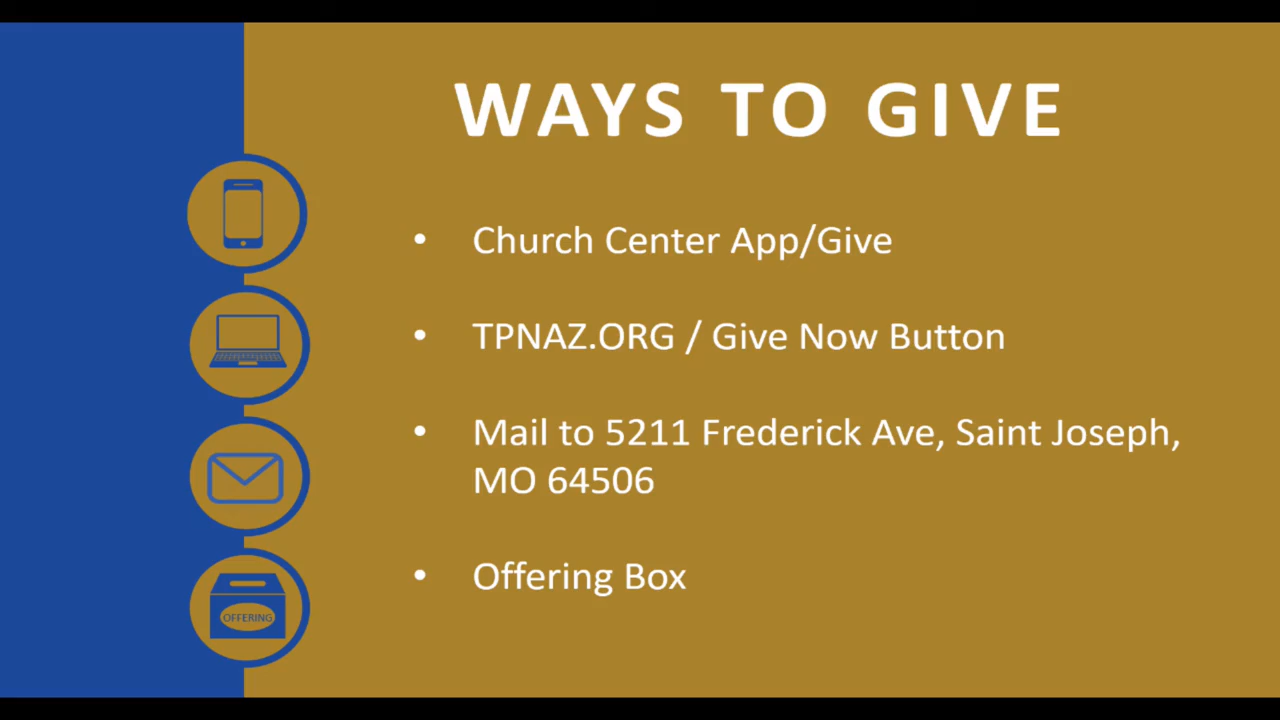 WAYS TO GIVE
• Church Center App/Give
• TPNAZ.ORG / Give Now Button
• Mail to 5211 Frederick Ave, Saint Joseph,
MO 64506
• Offering Box
OFFERING